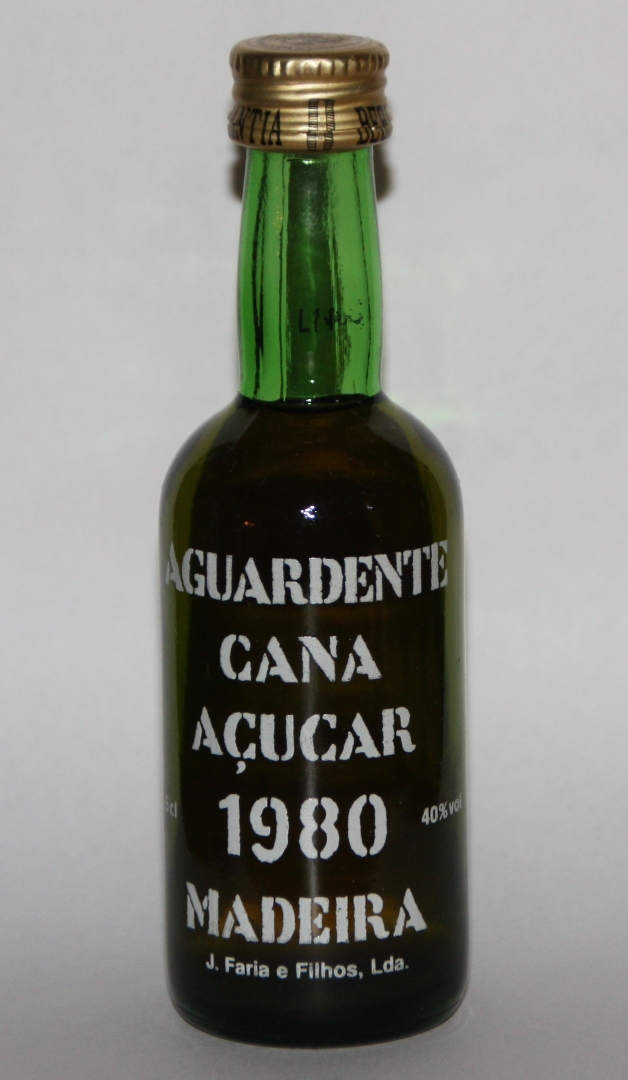 AGUARDENTE
CANA
AÇUCAR
1980
40% vol
MADEIRA
J. Faria e Filhos, Lda.